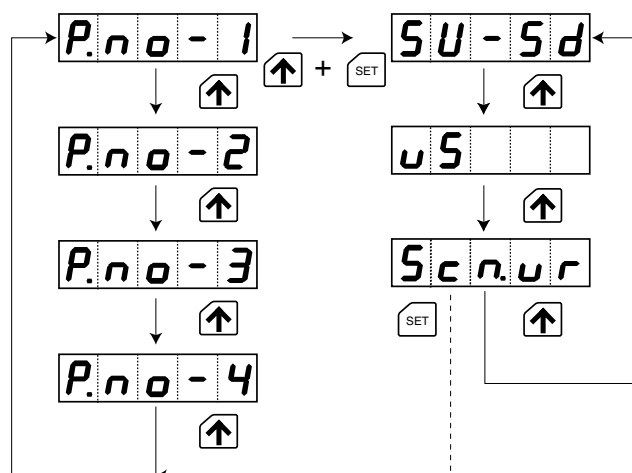 P.no-1
+ SET
SU-Sd
P.no-2
uS
P.no-3
Scn.ur
SET
P.no-4